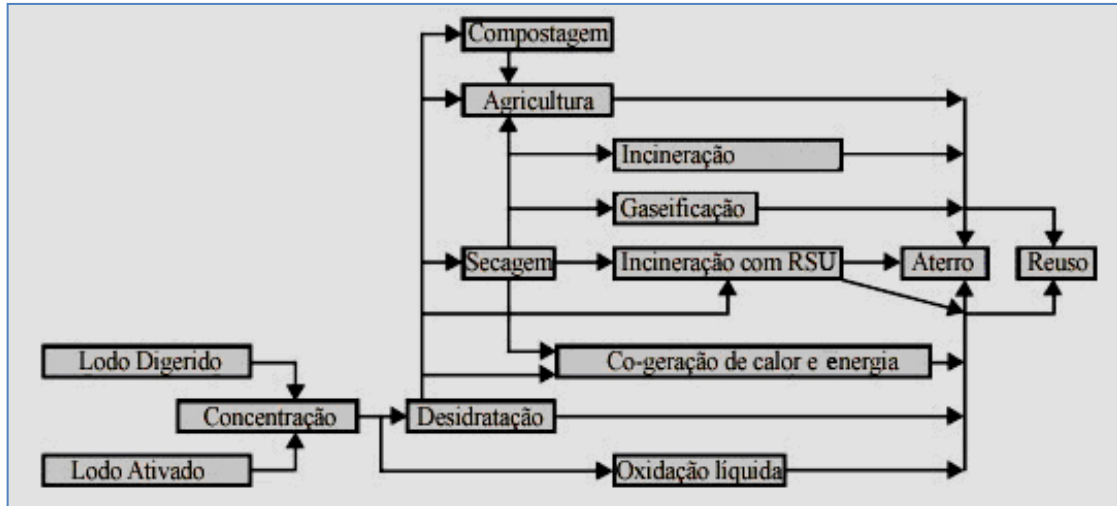 Compostagem
Agricultura
Incineração
Gaseificação
Secagem
Incineração com RSU
Aterro
Reuso
Lodo Digerido
Co-geração de calor e energia
Concentração
Desidratação
Lodo Ativado
Oxidação líquida